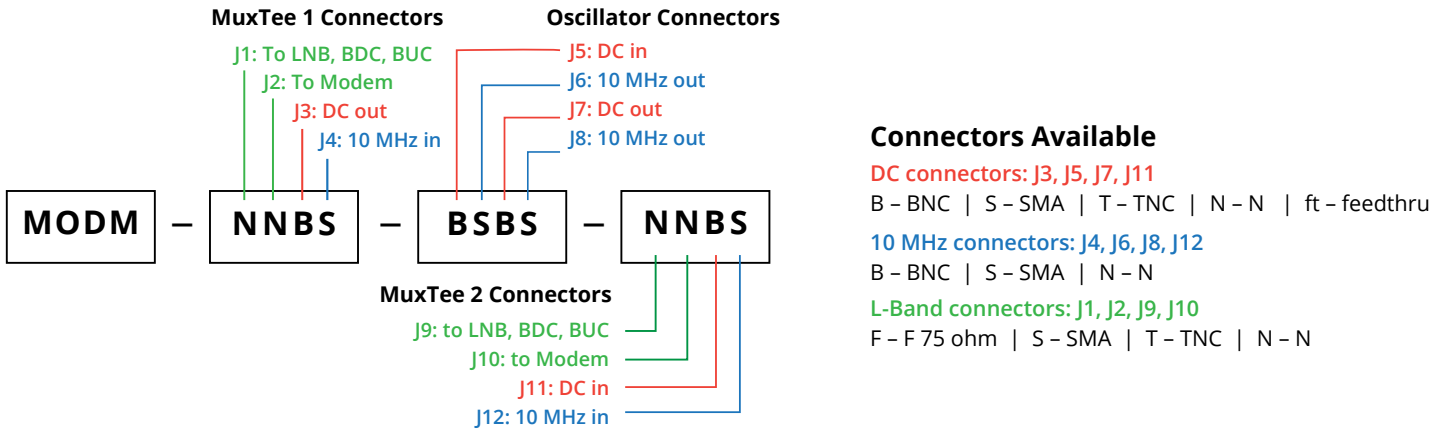 MuxTee 1 Connectors
J1: To LNB, BDC, BUC
J2: To Modem
J3: DC out
J4: 10 MHz in
Oscillator Connectors
J5: DC in
J6: 10 MHz out
J7: DC out
J8: 10 MHz out
MODM – NNBS – BSBS – NNBS
MuxTee 2 Connectors
J9: to LNB, BDC, BUC
J10: to Modem
J11: DC in
J12: 10 MHz in
Connectors Available
DC connectors: J3, J5, J7, J11
B – BNC | S – SMA | T – TNC | N – N | ft – feedthru
10 MHz connectors: J4, J6, J8, J12
B – BNC | S – SMA | N – N
L-Band connectors: J1, J2, J9, J10
F – F 75 ohm | S – SMA | T – TNC | N – N